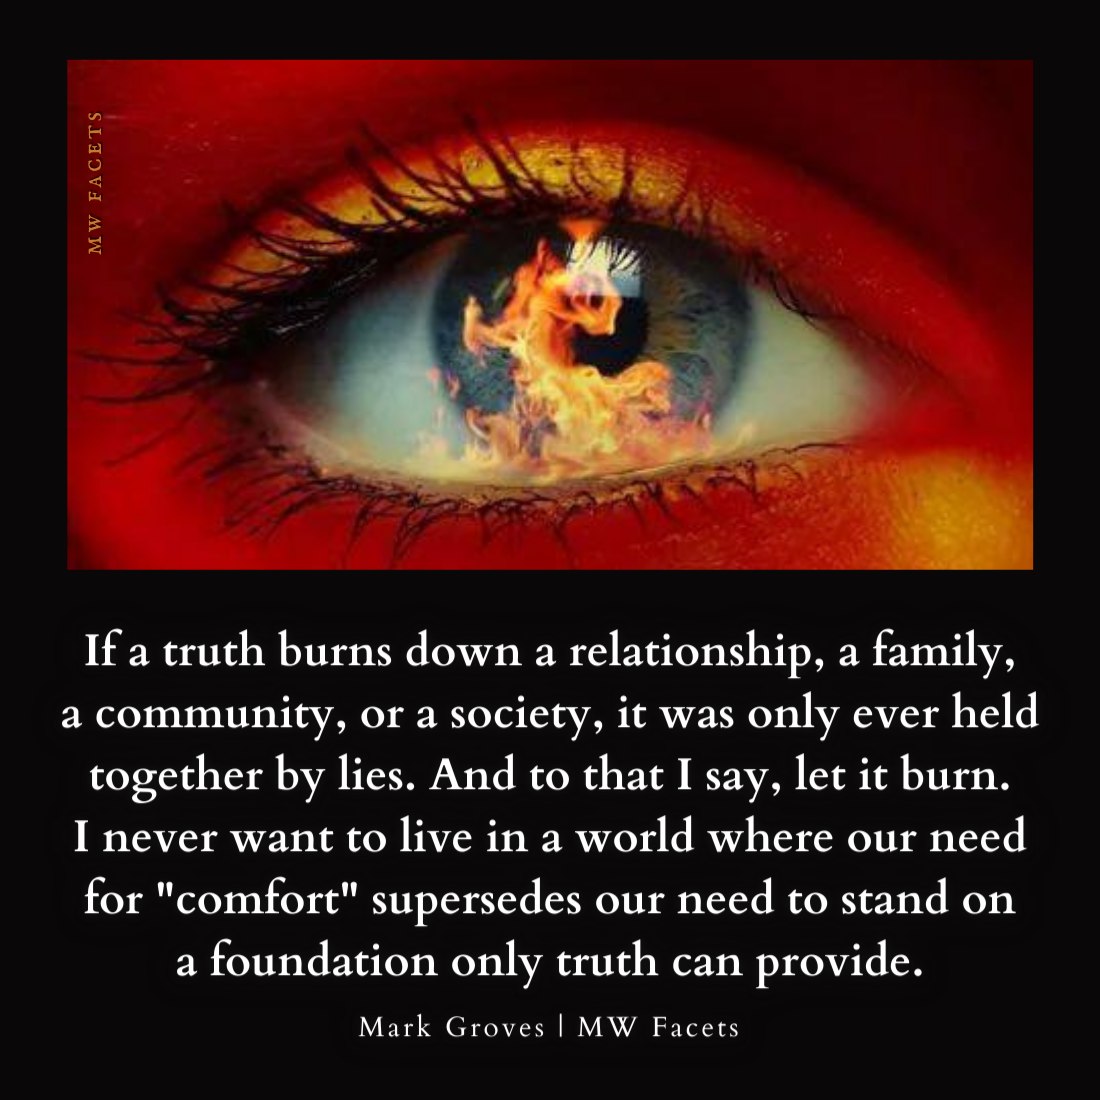 MW FACETS
If a truth burns down a relationship, a family,
a community, or a society, it was only ever held
together by lies. And to that I say, let it burn.
I never want to live in a world where our need
for "comfort" supersedes our need to stand on
a foundation only truth can provide.
Mark Groves | MW Facets